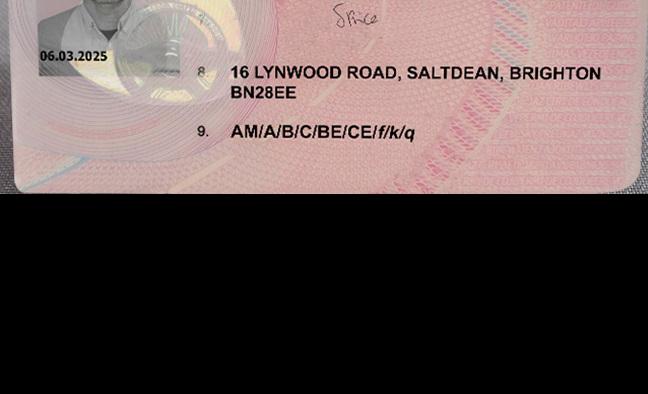 06.03.2025
8. 16 LYNWOOD ROAD, SALTDEAN, BRIGHTON
BN28EE
9. AM/A/B/C/BE/CE/f/k/q